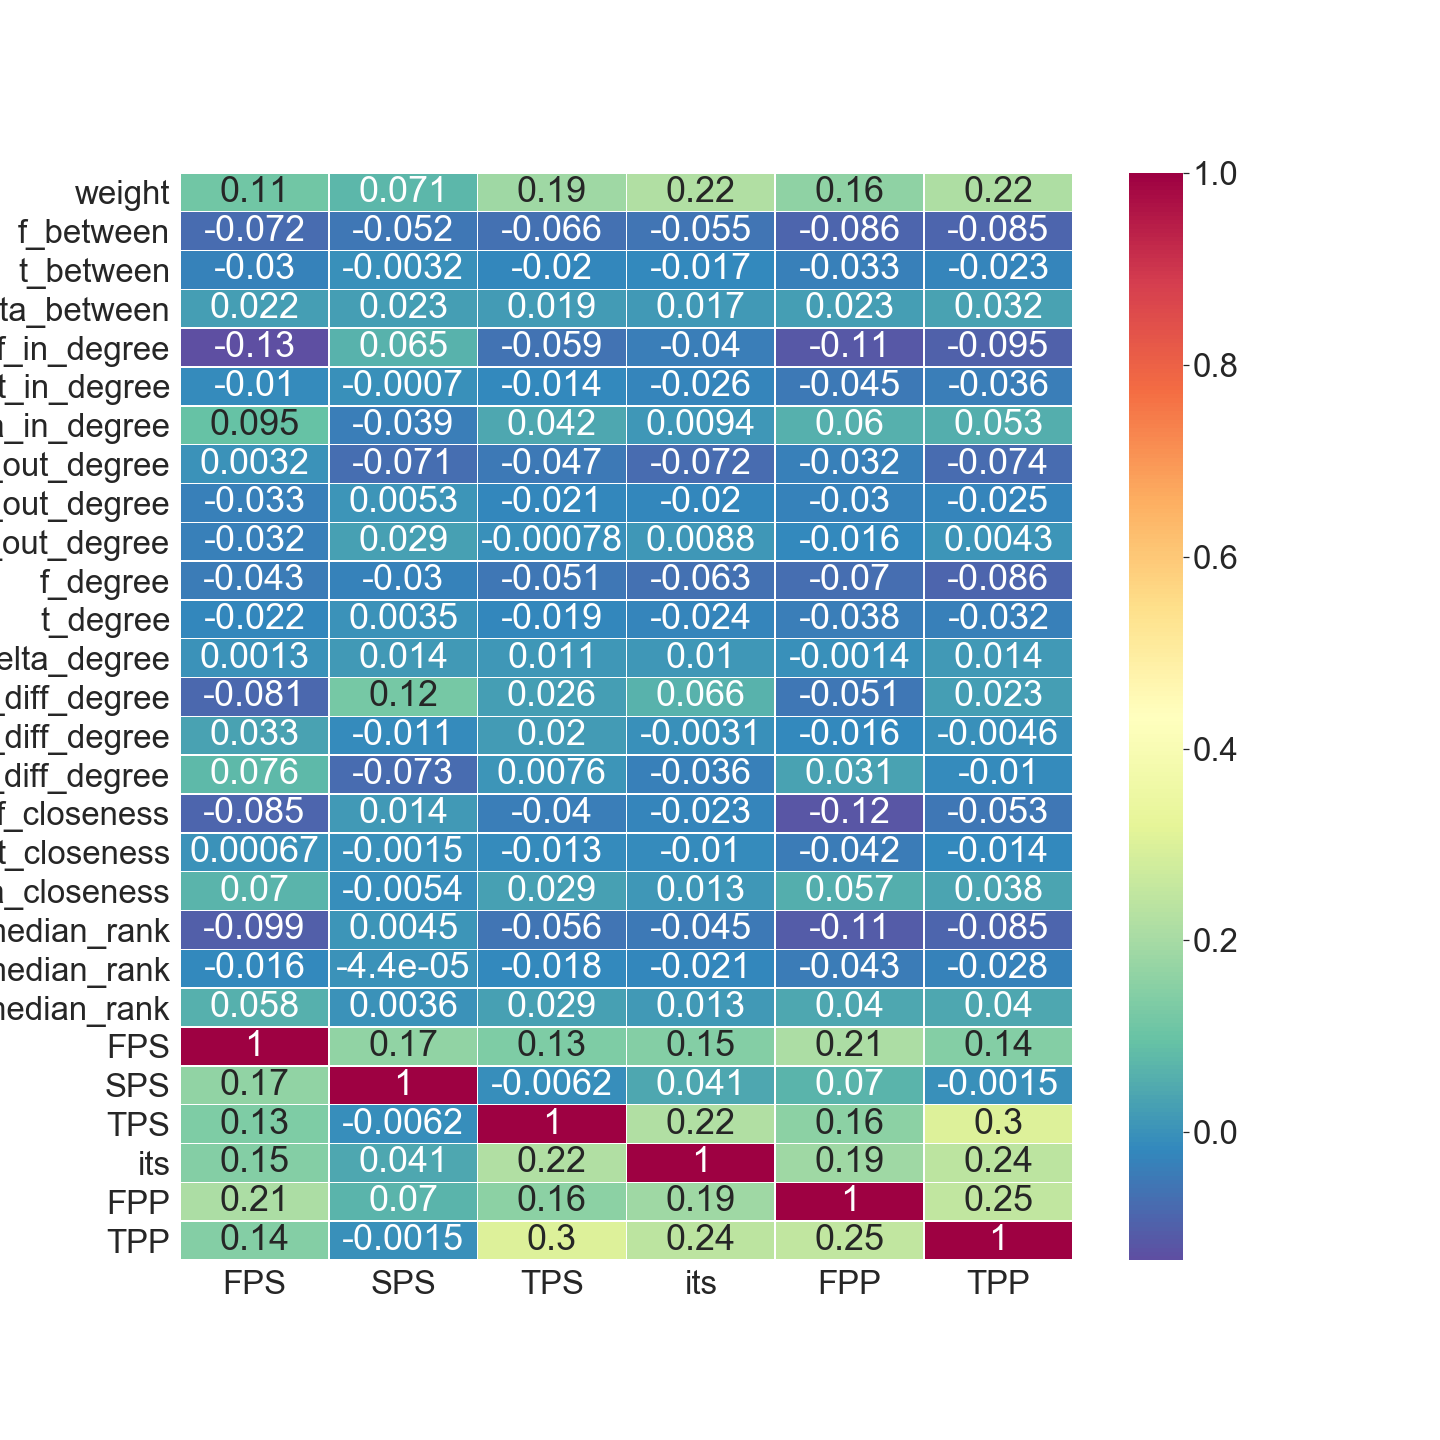 weight 0.11 0.071 0.19 0.22 0.16 0.22
f_between -0.072 -0.052 -0.066 -0.055 -0.086 -0.085
t_between -0.03 -0.0032 -0.02 -0.017 -0.033 -0.023
ta_between 0.022 0.023 0.019 0.017 0.023 0.032
f_in_degree -0.13 0.065 -0.059 -0.04 -0.11 -0.095
t_in_degree -0.01 -0.0007 -0.014 -0.026 -0.045 -0.036
a_in_degree 0.095 -0.039 0.042 0.0094 0.06 0.053
_out_degree 0.0032 -0.071 -0.047 -0.072 -0.032 -0.074
_out_degree -0.033 0.0053 -0.021 -0.02 -0.03 -0.025
_out_degree -0.032 0.029 -0.00078 0.0088 -0.016 0.0043
f_degree -0.043 -0.03 -0.051 -0.063 -0.07 -0.086
t_degree -0.022 0.0035 -0.019 -0.024 -0.038 -0.032
elta_degree 0.0013 0.014 0.011 0.01 -0.0014 0.014
_diff_degree -0.081 0.12 0.026 0.066 -0.051 0.023
_diff_degree 0.033 -0.011 0.02 -0.0031 -0.016 -0.0046
_diff_degree 0.076 -0.073 0.0076 -0.036 0.031 -0.01
f_closeness -0.085 0.014 -0.04 -0.023 -0.12 -0.053
t_closeness 0.00067 -0.0015 -0.013 -0.01 -0.042 -0.014
a_closeness 0.07 -0.0054 0.029 0.013 0.057 0.038
median_rank -0.099 0.0045 -0.056 -0.045 -0.11 -0.085
median_rank -0.016 -4.4e-05 -0.018 -0.021 -0.043 -0.028
median_rank 0.058 0.0036 0.029 0.013 0.04 0.04
FPS 1 0.17 0.13 0.15 0.21 0.14
SPS 0.17 1 -0.0062 0.041 0.07 -0.0015
TPS 0.13 -0.0062 1 0.22 0.16 0.3
its 0.15 0.041 0.22 1 0.19 0.24
FPP 0.21 0.07 0.16 0.19 1 0.25
TPP 0.14 -0.0015 0.3 0.24 0.25 1
FPS SPS TPS its FPP TPP
1.0
0.8
0.6
0.4
0.2
0.0